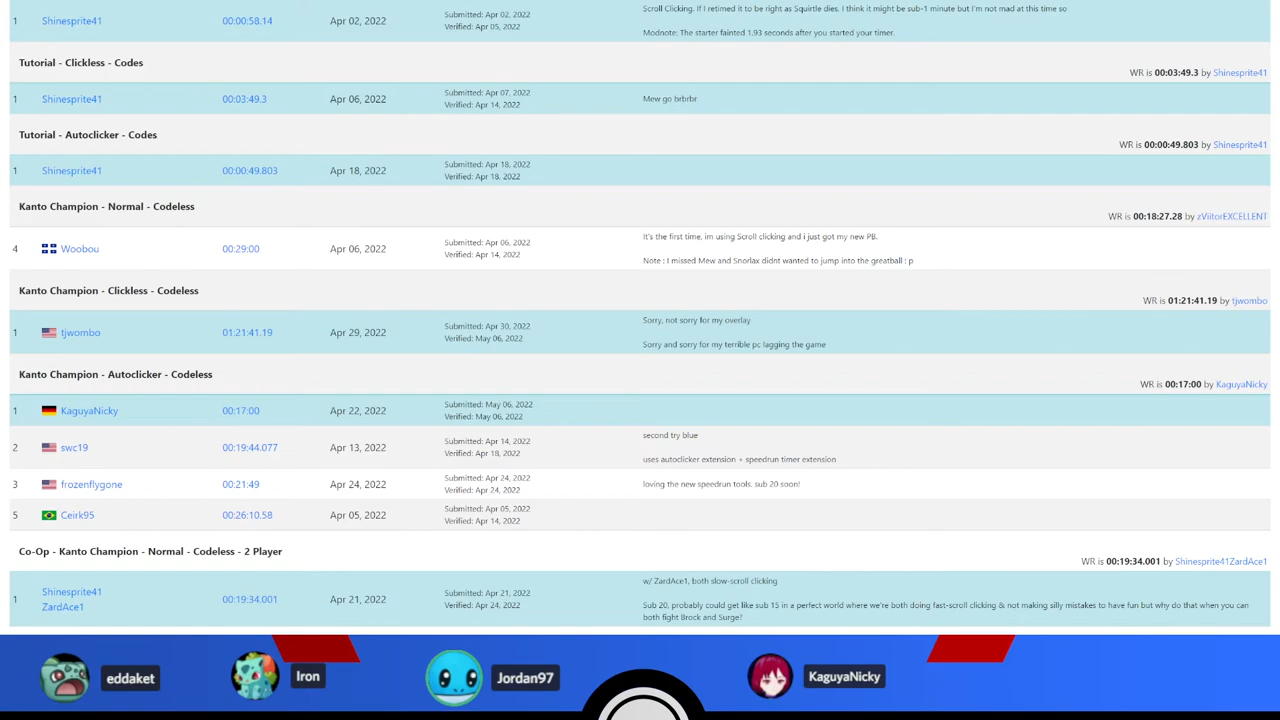 1 Shinesprite41 00:00:58.14 Apr 02, 2022 Submitted: Apr 02, 2022 Scroll Clicking. If I retimed it to be right as Squirtle dies. I think it might be sub-1 minute but I'm not mad at this time so
Verified: Apr 05, 2022 Modnote: The starter fainted 1.93 seconds after you started your timer.
Tutorial - Clickless - Codes
WR is 00:03:49.3 by Shinesprite41
1 Shinesprite41 00:03:49.3 Apr 06, 2022 Submitted: Apr 07, 2022 Mew go brbrbr
Verified: Apr 14, 2022
Tutorial - Autoclicker - Codes
WR is 00:00:49.803 by Shinesprite41
1 Shinesprite41 00:00:49.803 Apr 18, 2022 Submitted: Apr 18, 2022
Verified: Apr 18, 2022
Kanto Champion - Normal - Codeless
WR is 00:18:27.28 by zViitorEXCELLENT
4 Woobou 00:29:00 Apr 06, 2022 Submitted: Apr 06, 2022 It's the first time, im using Scroll clicking and i just got my new PB.
Verified: Apr 14, 2022 Note : I missed Mew and Snorlax didnt wanted to jump into the greatball : p
Kanto Champion - Clickless - Codeless
WR is 01:21:41.19 by tjwombo
1 tjwombo 01:21:41.19 Apr 29, 2022 Submitted: Apr 30, 2022 Sorry, not sorry for my overlay
Verified: May 06, 2022 Sorry and sorry for my terrible pc lagging the game
Kanto Champion - Autoclicker - Codeless
WR is 00:17:00 by KaguyaNicky
1 KaguyaNicky 00:17:00 Apr 22, 2022 Submitted: May 06, 2022
Verified: May 06, 2022
2 swc19 00:19:44.077 Apr 13, 2022 Submitted: Apr 14, 2022 second try blue
Verified: Apr 18, 2022 uses autoclicker extension + speedrun timer extension
3 frozenflygone 00:21:49 Apr 24, 2022 Submitted: Apr 24, 2022 loving the new speedrun tools. sub 20 soon!
Verified: Apr 24, 2022
5 Ceirk95 00:26:10.58 Apr 05, 2022 Submitted: Apr 05, 2022
Verified: Apr 14, 2022
Co-Op - Kanto Champion - Normal - Codeless - 2 Player
WR is 00:19:34.001 by Shinesprite41ZardAce1
1 Shinesprite41 00:19:34.001 Apr 21, 2022 Submitted: Apr 21, 2022 w/ ZardAce1, both slow-scroll clicking
ZardAce1 Verified: Apr 24, 2022 Sub 20, probably could get like sub 15 in a perfect world where we're both doing fast-scroll clicking & not making silly mistakes to have fun but why do that when you can
both fight Brock and Surge?
eddaket Iron Jordan97 KaguyaNicky